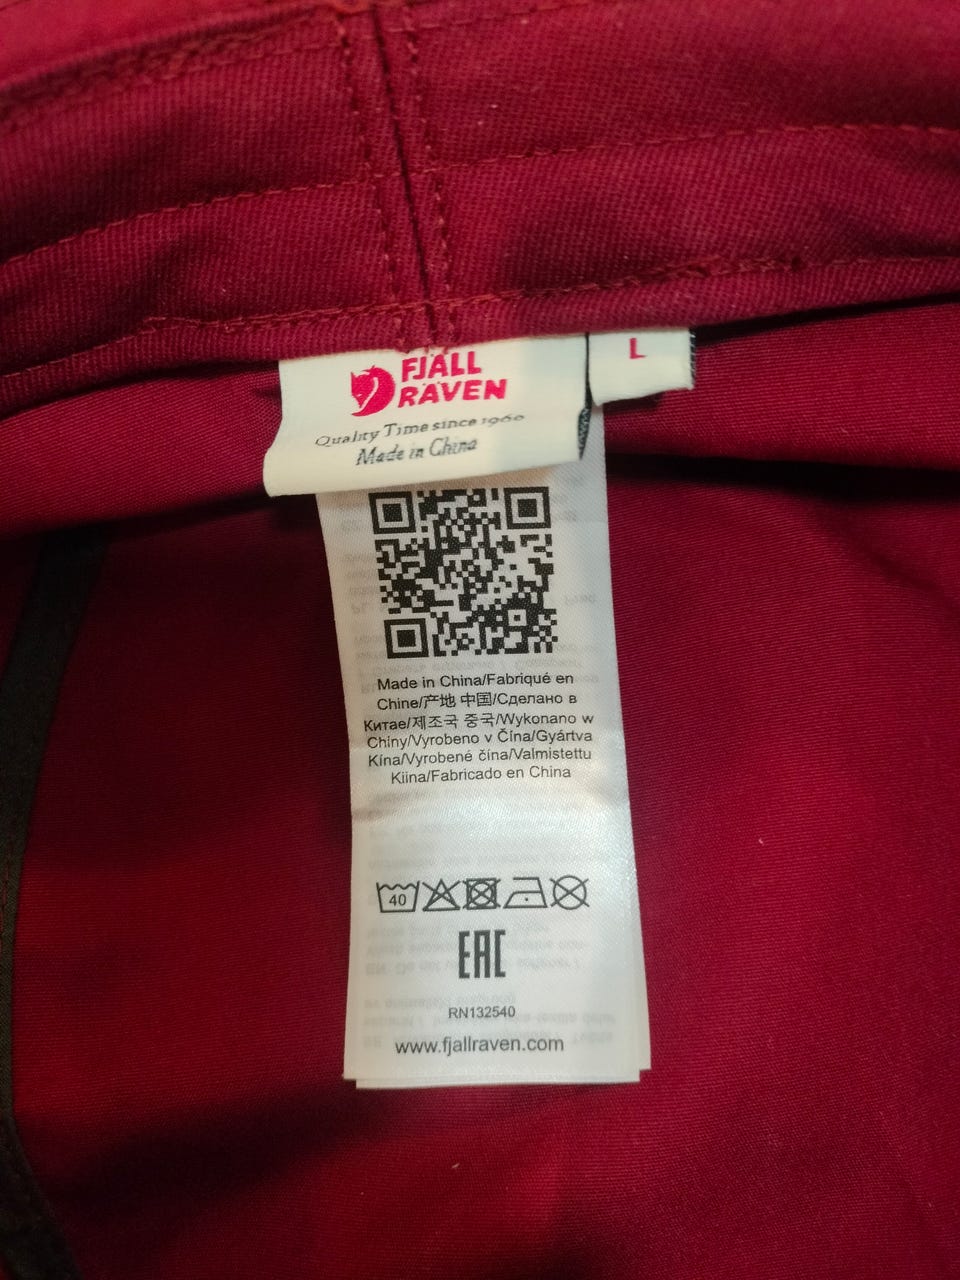 FJÄLL
RÄVEN
Quality Time since 1960
Made in China
L
Made in China/Fabriqué en
Chine/产地 中国/Сделано в
Китае/제조국 중국/Wykonano w
Chiny/Vyrobeno v Čína/Gyártva
Kína/Vyrobené čína/Valmistettu
Kiina/Fabricado en China
40
EAC
RN132540
www.fjallraven.com